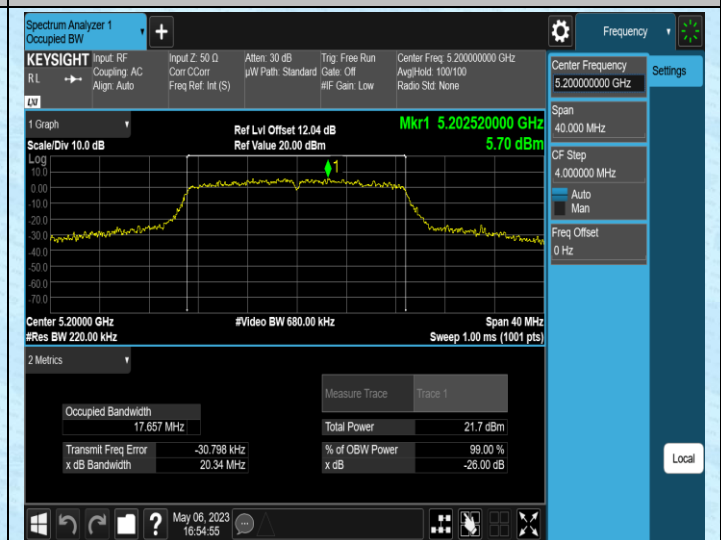 Spectrum Analyzer 1
Occupied BW
Frequency
KEYSIGHT
R L
LXI
Input: RF
Coupling: AC
Align: Auto
Input Z: 50 Ω
Corr CCorr
Freq Ref: Int (S)
Atten: 30 dB
µW Path: Standard
Trig: Free Run
Gate: Off
#IF Gain: Low
Center Freq: 5.200000000 GHz
Avg|Hold: 100/100
Radio Std: None
Center Frequency
5.200000000 GHz
Settings
Span
40.000 MHz
CF Step
4.000000 MHz
Auto
Man
Freq Offset
0 Hz
1 Graph
Scale/Div 10.0 dB
Ref Lvl Offset 12.04 dB
Ref Value 20.00 dBm
Mkr1 5.202520000 GHz
5.70 dBm
Log
10.0
0.00
-10.0
-20.0
-30.0
-40.0
-50.0
-60.0
-70.0
1
Center 5.20000 GHz
#Res BW 220.00 kHz
#Video BW 680.00 kHz
Span 40 MHz
Sweep 1.00 ms (1001 pts)
2 Metrics
Measure Trace Trace 1
Occupied Bandwidth
17.657 MHz
Total Power 21.7 dBm
Transmit Freq Error -30.798 kHz
% of OBW Power 99.00 %
x dB Bandwidth 20.34 MHz
x dB -26.00 dB
Local
?
May 06, 2023
16:54:55